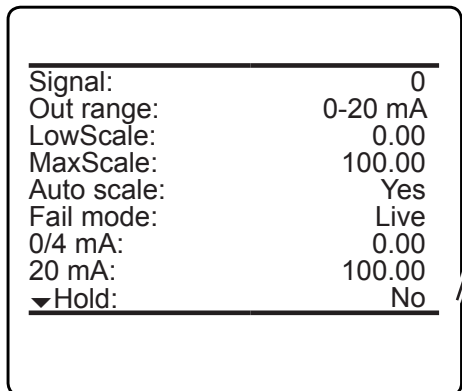 Signal: 0
Out range: 0-20 mA
LowScale: 0.00
MaxScale: 100.00
Auto scale: Yes
Fail mode: Live
0/4 mA: 0.00
20 mA: 100.00
Hold: No